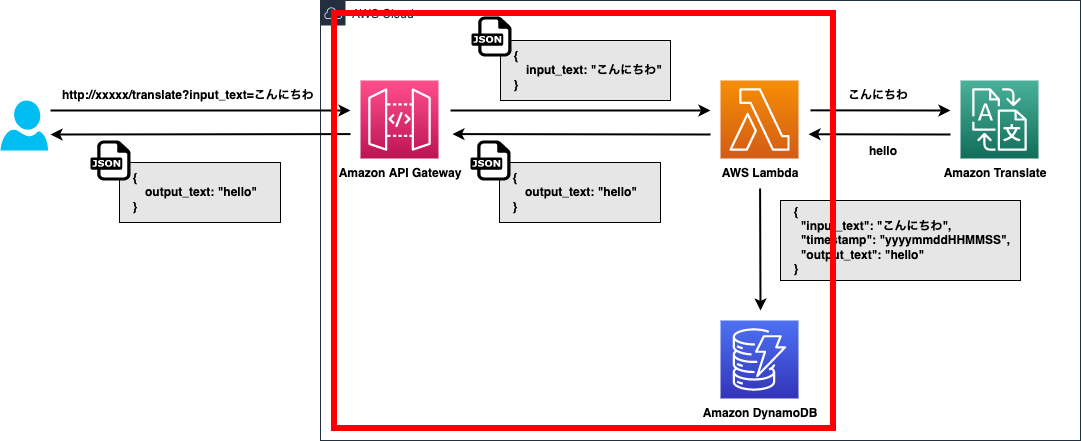 AWS Cloud
JSON
{
input_text: "こんにちわ"
}
http://xxxxx/translate?input_text=こんにちわ
こんにちわ
hello
JSON
{
output_text: "hello"
}
Amazon API Gateway
JSON
{
output_text: "hello"
}
AWS Lambda
Amazon Translate
{
"input_text": "こんにちわ",
"timestamp": "yyyymmddHHMMSS",
"output_text": "hello"
}
Amazon DynamoDB